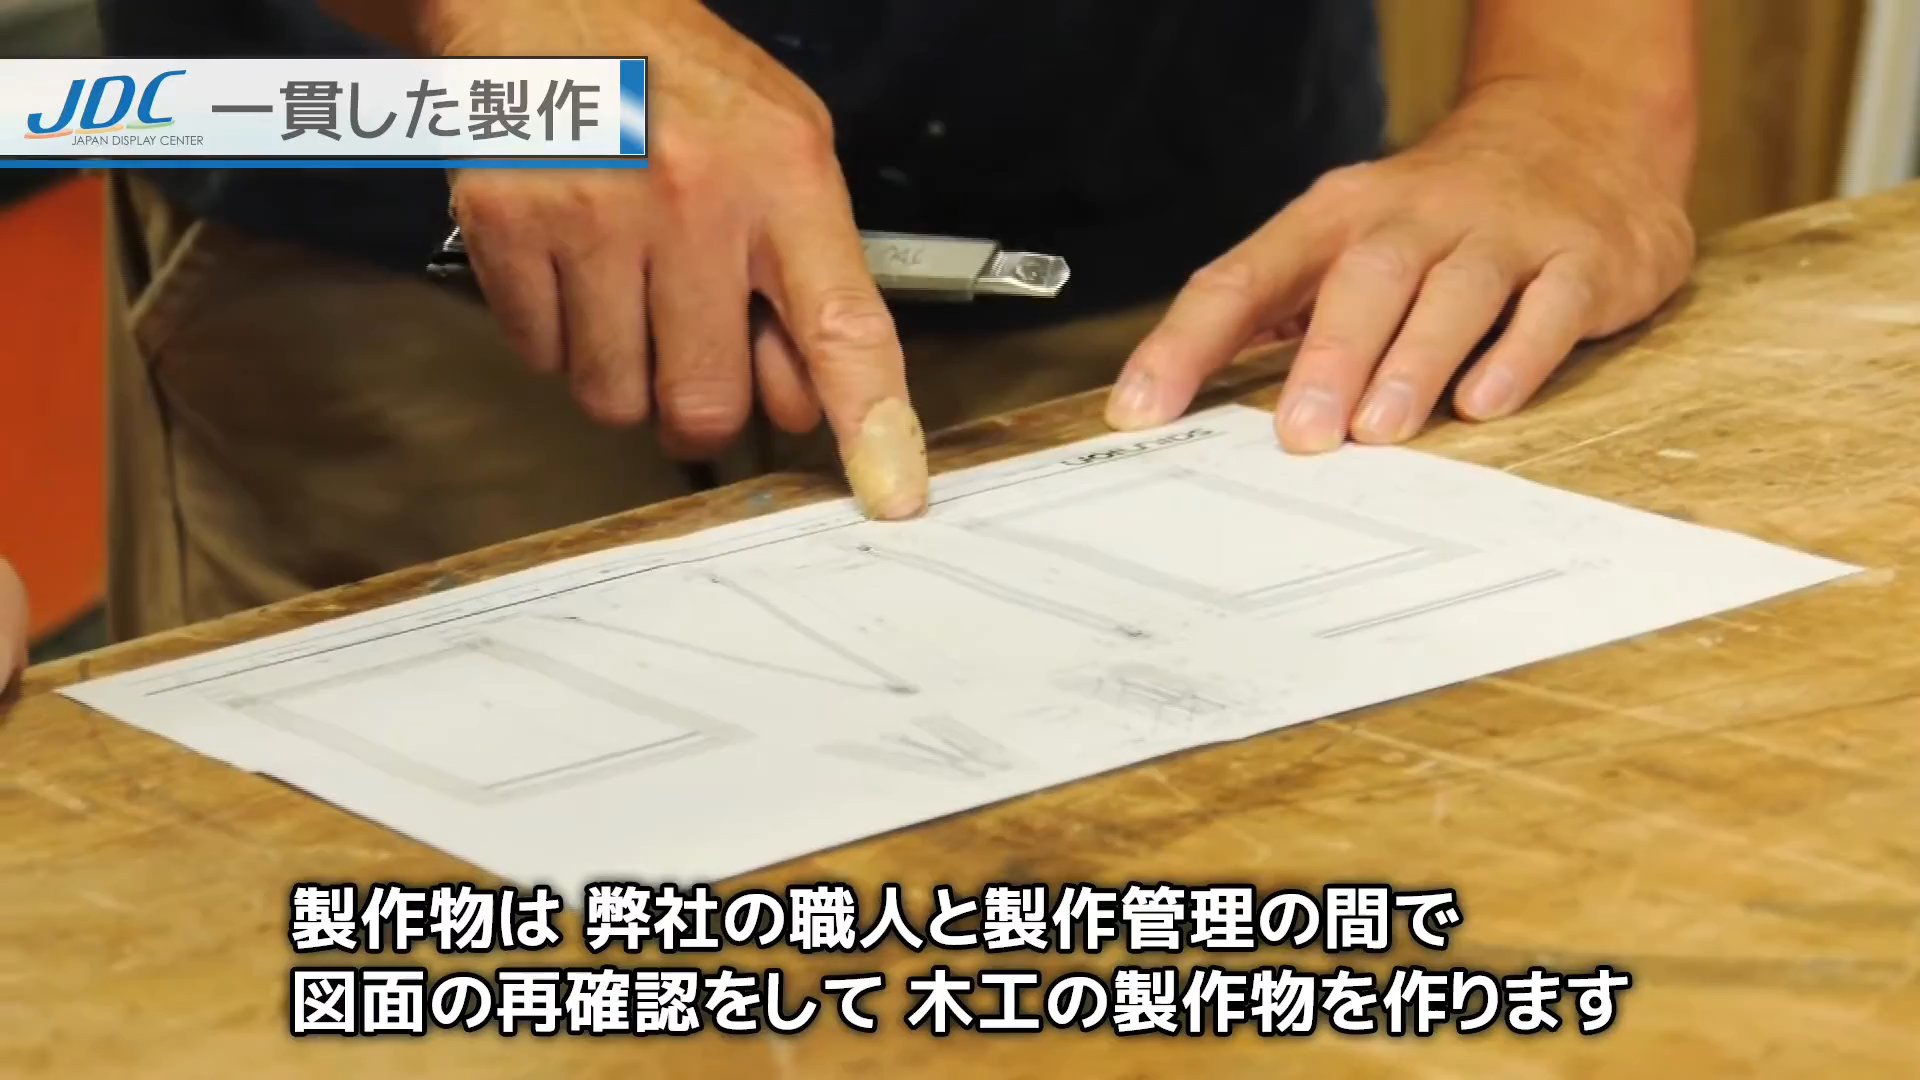 JDC 一貫した製作
JAPAN DISPLAY CENTER
製作物は 弊社の職人と製作管理の間で
図面の再確認をして 木工の製作物を作ります